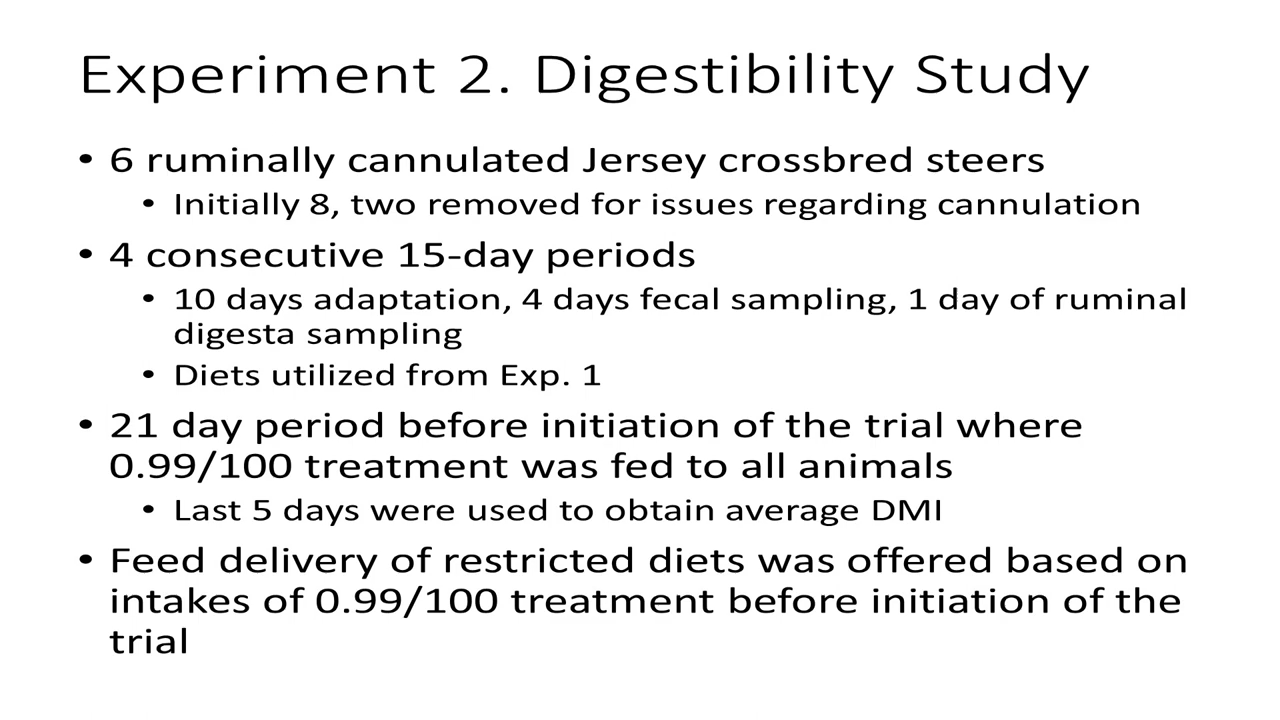 Experiment 2. Digestibility Study
• 6 ruminally cannulated Jersey crossbred steers
• Initially 8, two removed for issues regarding cannulation
• 4 consecutive 15-day periods
• 10 days adaptation, 4 days fecal sampling, 1 day of ruminal
digesta sampling
• Diets utilized from Exp. 1
• 21 day period before initiation of the trial where
0.99/100 treatment was fed to all animals
• Last 5 days were used to obtain average DMI
• Feed delivery of restricted diets was offered based on
intakes of 0.99/100 treatment before initiation of the
trial